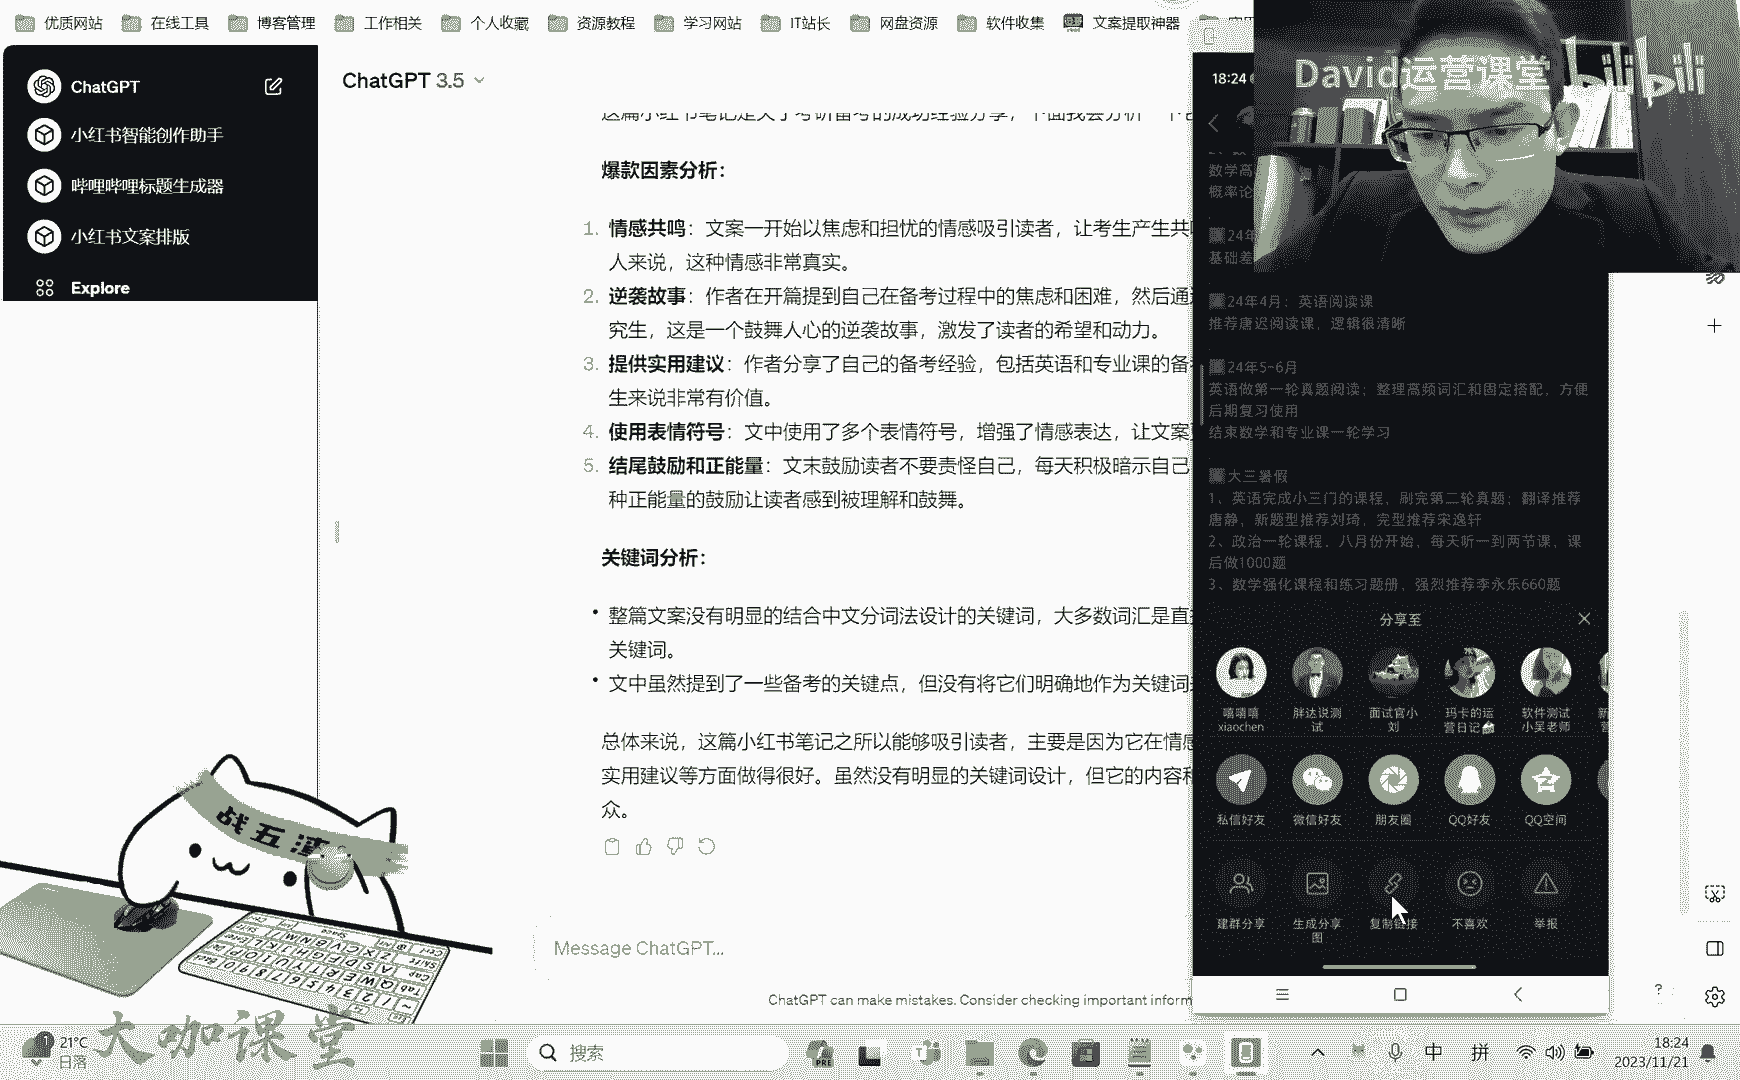 优质网站 在线工具 博客管理 工作相关 个人收藏 资源教程 学习网站 IT站长 网盘资源 软件收集 文案提取神器
ChatGPT
小红书智能创作助手
哔哩哔哩标题生成器
小红书文案排版
Explore
ChatGPT 3.5
爆款因素分析：
1. 情感共鸣：文案一开始以焦虑和担忧的情感吸引读者，让考生产生共
人来说，这种情感非常真实。
2. 逆袭故事：作者在开篇提到自己在备考过程中的焦虑和困难，然后通
究生，这是一个鼓舞人心的逆袭故事，激发了读者的希望和动力。
3. 提供实用建议：作者分享了自己的备考经验，包括英语和专业课的备
生来说非常有价值。
4. 使用表情符号：文中使用了多个表情符号，增强了情感表达，让文案
5. 结尾鼓励和正能量：文末鼓励读者不要责怪自己，每天积极暗示自己
种正能量的鼓励让读者感到被理解和鼓舞。
关键词分析：
• 整篇文案没有明显的结合中文分词法设计的关键词，大多数词汇是直
关键词。
• 文中虽然提到了一些备考的关键点，但没有将它们明确地作为关键词
总体来说，这篇小红书笔记之所以能够吸引读者，主要是因为它在情
实用建议等方面做得很好。虽然没有明显的关键词设计，但它的内容
众。
Message ChatGPT...
ChatGPT can make mistakes. Consider checking important inform
David运营课堂 bilibili
18:24
数学高
概率论
24年
基础差
24年4月：英语阅读课
推荐唐迟阅读课，逻辑很清晰
24年5-6月
英语做第一轮真题阅读；整理高频词汇和固定搭配，方便
后期复习使用
结束数学和专业课一轮学习
大三暑假
1、英语完成小三门的课程，刷完第二轮真题；翻译推荐
唐静，新题型推荐刘琦，完型推荐宋逸轩
2、政治一轮课程，八月份开始，每天听一到两节课，课
后做1000题
3、数学强化课程和练习题册，强烈推荐李永乐660题
分享至
嘻嘻嘻 胖达说测 面试官小 玛卡的运 软件测试
xiaochen 试 刘 营日记 小吴老师
私信好友 微信好友 朋友圈 QQ好友 QQ空间
建群分享 生成分享 复制链接 不喜欢 举报
图
战五渣
大咖课堂
21°C
日落
搜索
中 拼
18:24
2023/11/21